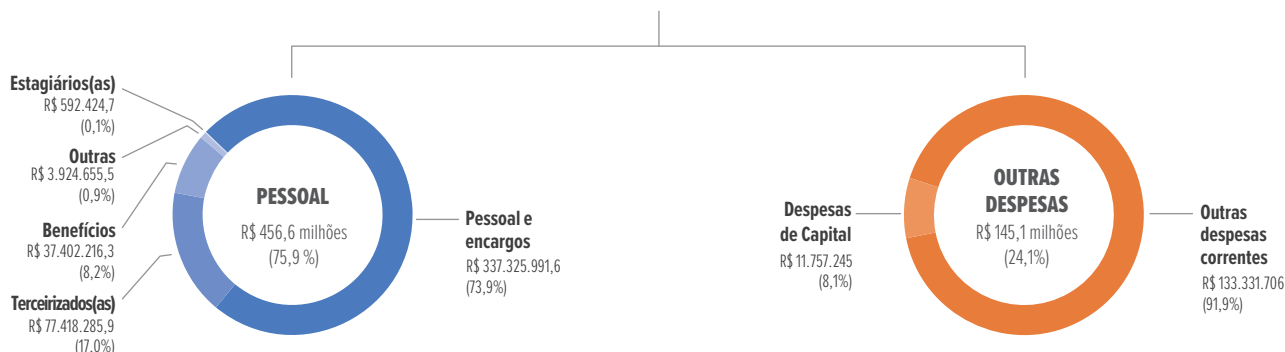 Estagiários(as)
R$ 592.424,7
(0,1%)
Outras
R$ 3.924.655,5
(0,9%)
Benefícios
R$ 37.402.216,3
(8,2%)
Terceirizados(as)
R$ 77.418.285,9
(17,0%)
PESSOAL
R$ 456,6 milhões
(75,9 %)
Pessoal e
encargos
R$ 337.325.991,6
(73,9%)
Despesas
de Capital
R$ 11.757.245
(8,1%)
OUTRAS
DESPESAS
R$ 145,1 milhões
(24,1%)
Outras
despesas
correntes
R$ 133.331.706
(91,9%)